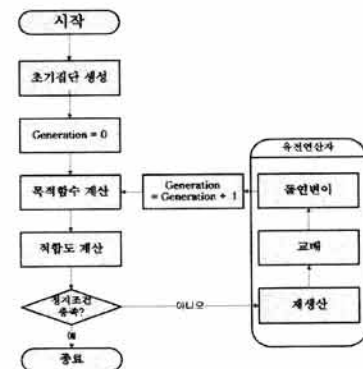 시작
초기집단 생성
Generation = 0
목적함수 계산
적합도 계산
정지조건
충족?
예
종료
아니오
유전연산자
돌연변이
교배
재생산
Generation
= Generation + 1